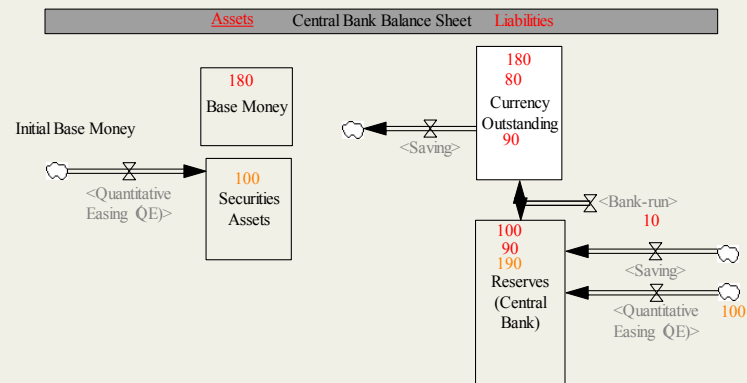 Assets Central Bank Balance Sheet Liabilities
180
Base Money
180
80
Currency
Outstanding
90
Initial Base Money
<Saving>
100
Securities
Assets
<Quantitative
Easing (QE)>
<Bank-run>
10
100
90
190
Reserves
(Central
Bank)
<Saving>
<Quantitative
Easing (QE)>
100